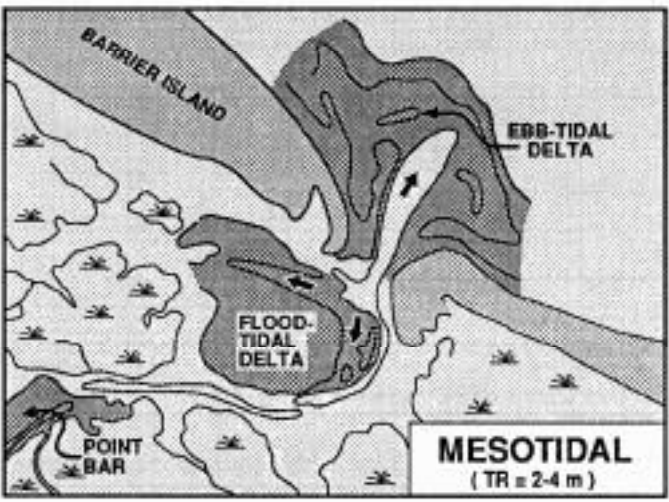 BARRIER ISLAND
EBB-TIDAL
DELTA
FLOOD-
TIDAL
DELTA
POINT
BAR
MESOTIDAL
( TR = 2-4 m )